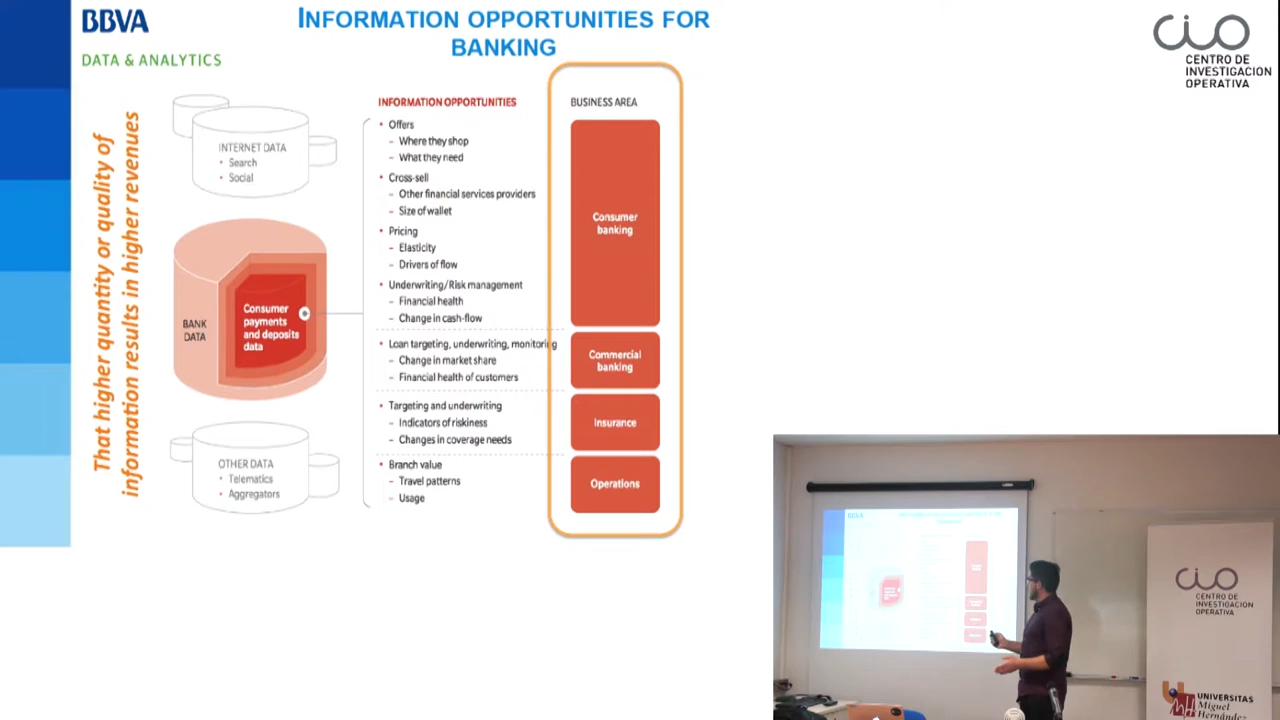 BBVA
DATA & ANALYTICS
INFORMATION OPPORTUNITIES FOR
BANKING
CIO
CENTRO DE
INVESTIGACION
OPERATIVA
That higher quantity or quality of
information results in higher revenues
INTERNET DATA
• Search
• Social
BANK
DATA
Consumer
payments
and deposits
data
OTHER DATA
• Telematics
• Aggregators
INFORMATION OPPORTUNITIES
• Offers
– Where they shop
– What they need
• Cross-sell
– Other financial services providers
– Size of wallet
• Pricing
– Elasticity
– Drivers of flow
• Underwriting/Risk management
– Financial health
– Change in cash-flow
• Loan targeting, underwriting, monitoring
– Change in market share
– Financial health of customers
• Targeting and underwriting
– Indicators of riskiness
– Changes in coverage needs
• Branch value
– Travel patterns
– Usage
BUSINESS AREA
Consumer
banking
Commercial
banking
Insurance
Operations
BBVA
CIO
CENTRO DE
INVESTIGACION
OPERATIVA
UNIVERSITAS
Miguel
Hernández